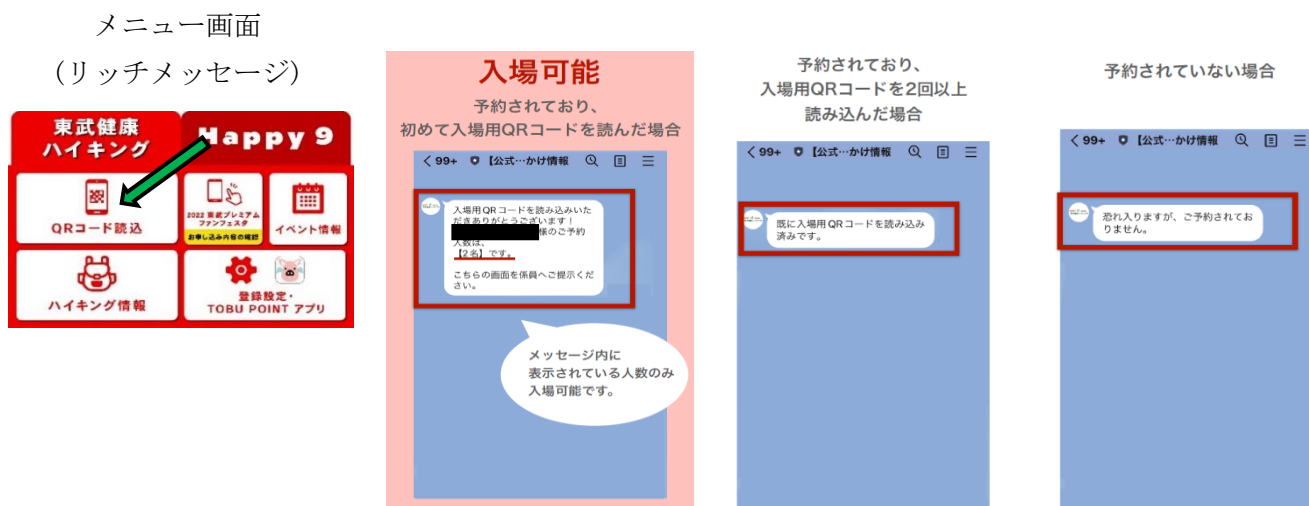 メニュー画面
(リッチメッセージ)
東武健康
ハイキング
Happy 9
QRコード読込
2022 東武プレミアム
ファンフェスタ
お申し込み内容の確認
イベント情報
ハイキング情報
登録設定・
TOBU POINT アプリ
入場可能
予約されており、
初めて入場用QRコードを読んだ場合
99+ 【公式…かけ情報
入場用QRコードを読み込みいた
だきありがとうございます！
様のご予約
人数は、
【2名】です。
こちらの画面を係員へご提示くだ
さい。
メッセージ内に
表示されている人数のみ
入場可能です。
予約されており、
入場用QRコードを2回以上
読み込んだ場合
99+ 【公式…かけ情報
既に入場用QRコードを読み込み
済みです。
予約されていない場合
99+ 【公式…かけ情報
恐れ入りますが、ご予約されてお
りません。